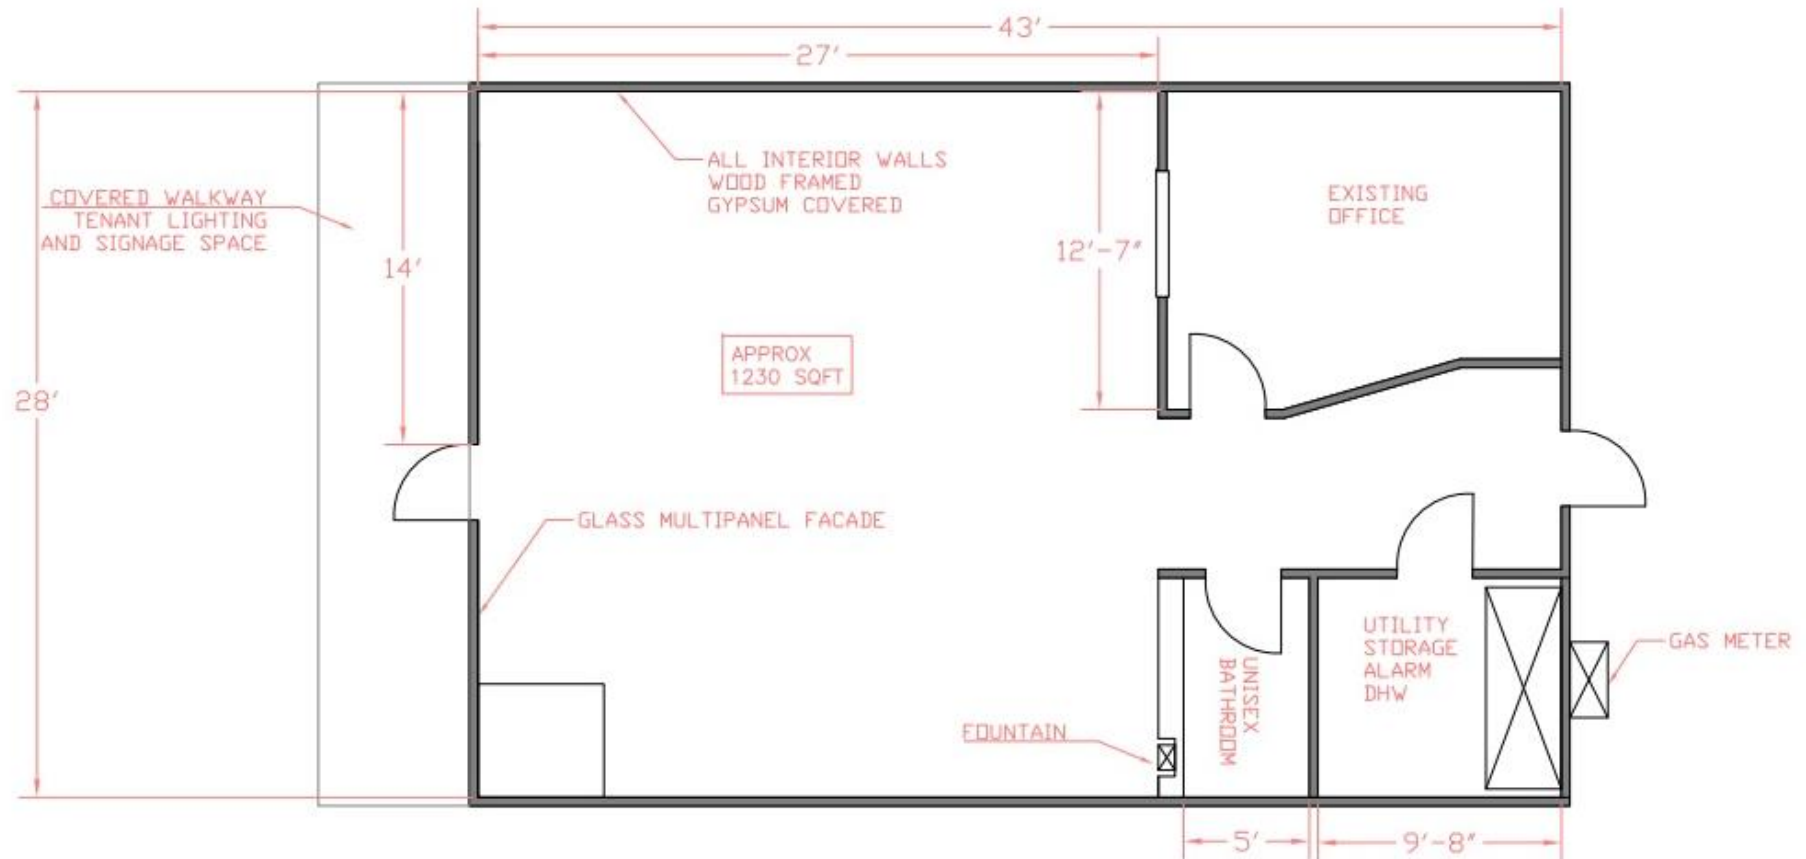 43'
27'
ALL INTERIOR WALLS
WOOD FRAMED
GYPSUM COVERED
COVERED WALKWAY
TENANT LIGHTING
AND SIGNAGE SPACE
EXISTING
OFFICE
14'
12'-7"
APPROX
1230 SQFT
28'
GLASS MULTIPANEL FACADE
UTILITY
STORAGE
ALARM
DHW
GAS METER
UNISEX
BATHROOM
FOUNTAIN
5'
9'-8"